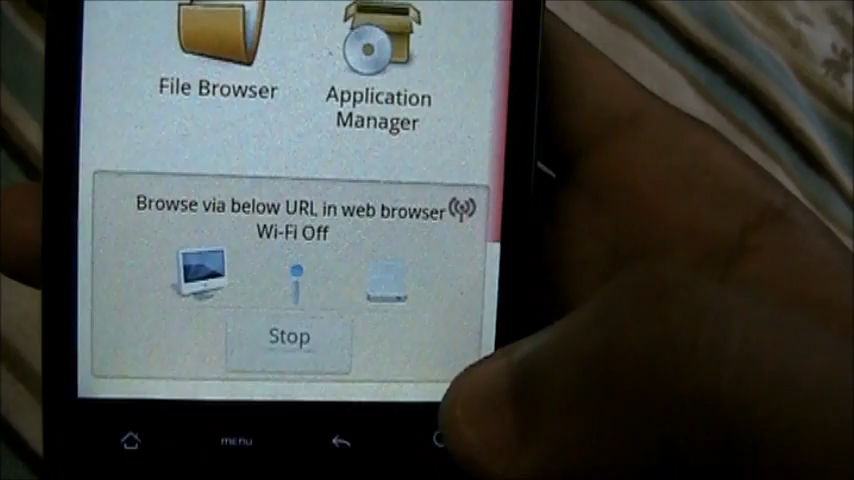 File Browser
Application
Manager
Browse via below URL in web browser
Wi-Fi Off
Stop
menu